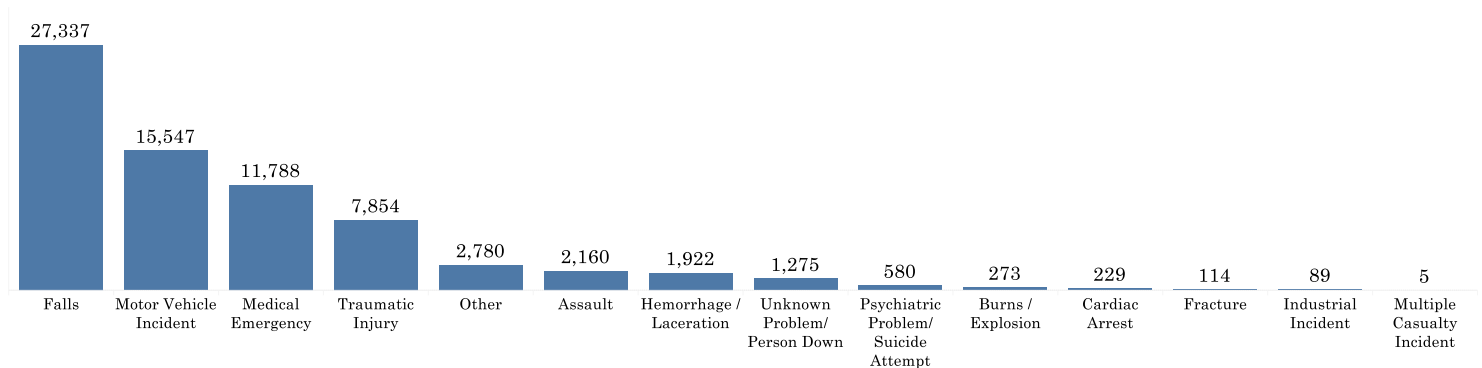 27,337
15,547
11,788
7,854
2,780
2,160
1,922
1,275
580
273
229
114
89
5
Falls
Motor Vehicle
Incident
Medical
Emergency
Traumatic
Injury
Other
Assault
Hemorrhage /
Laceration
Unknown
Problem/
Person Down
Psychiatric
Problem/
Suicide
Attempt
Burns /
Explosion
Cardiac
Arrest
Fracture
Industrial
Incident
Multiple
Casualty
Incident